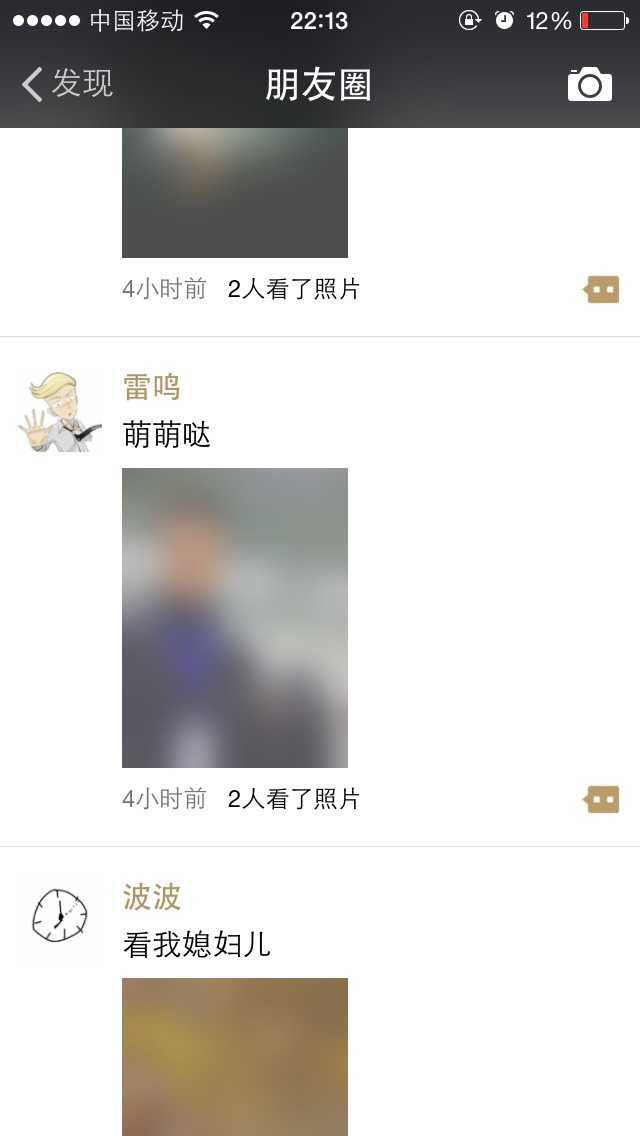 中国移动 22:13 12%
发现 朋友圈
4小时前 2人看了照片
雷鸣
萌萌哒
4小时前 2人看了照片
波波
看我媳妇儿